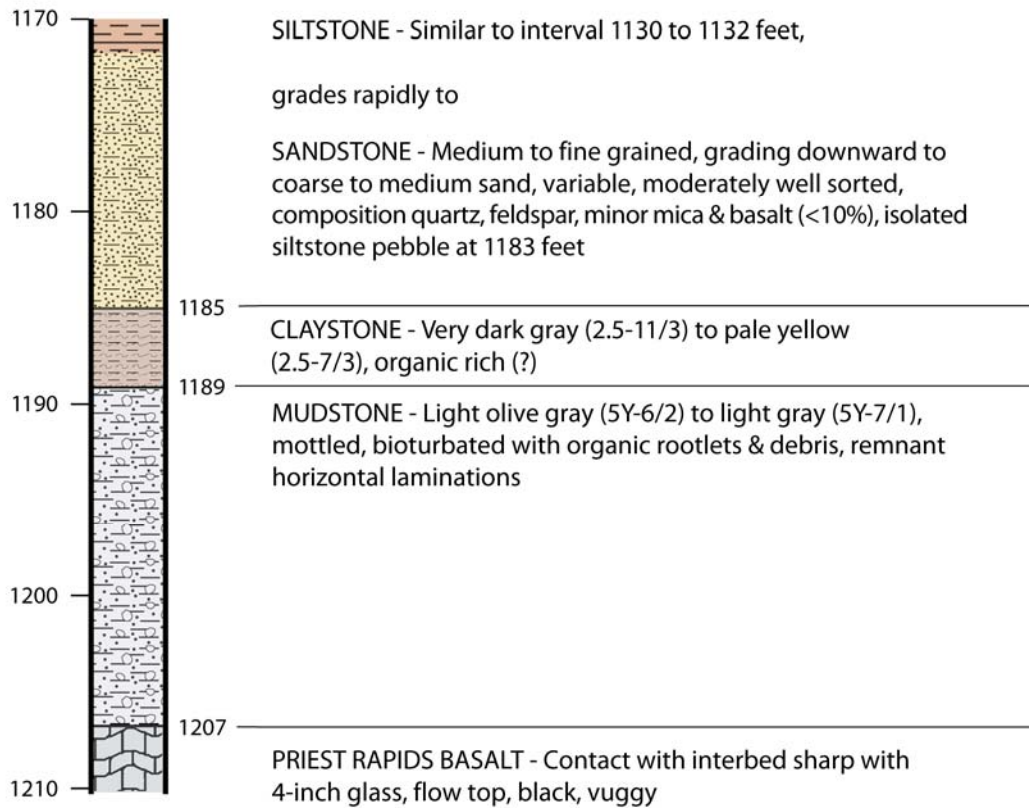 1170
SILTSTONE - Similar to interval 1130 to 1132 feet,
grades rapidly to
SANDSTONE - Medium to fine grained, grading downward to
coarse to medium sand, variable, moderately well sorted,
1180
composition quartz, feldspar, minor mica & basalt (<10%), isolated
siltstone pebble at 1183 feet
1185
CLAYSTONE - Very dark gray (2.5-11/3) to pale yellow
(2.5-7/3), organic rich (?)
1189
1190
MUDSTONE - Light olive gray (5Y-6/2) to light gray (5Y-7/1),
mottled, bioturbated with organic rootlets & debris, remnant
horizontal laminations
1200
1207
PRIEST RAPIDS BASALT - Contact with interbed sharp with
4-inch glass, flow top, black, vuggy
1210